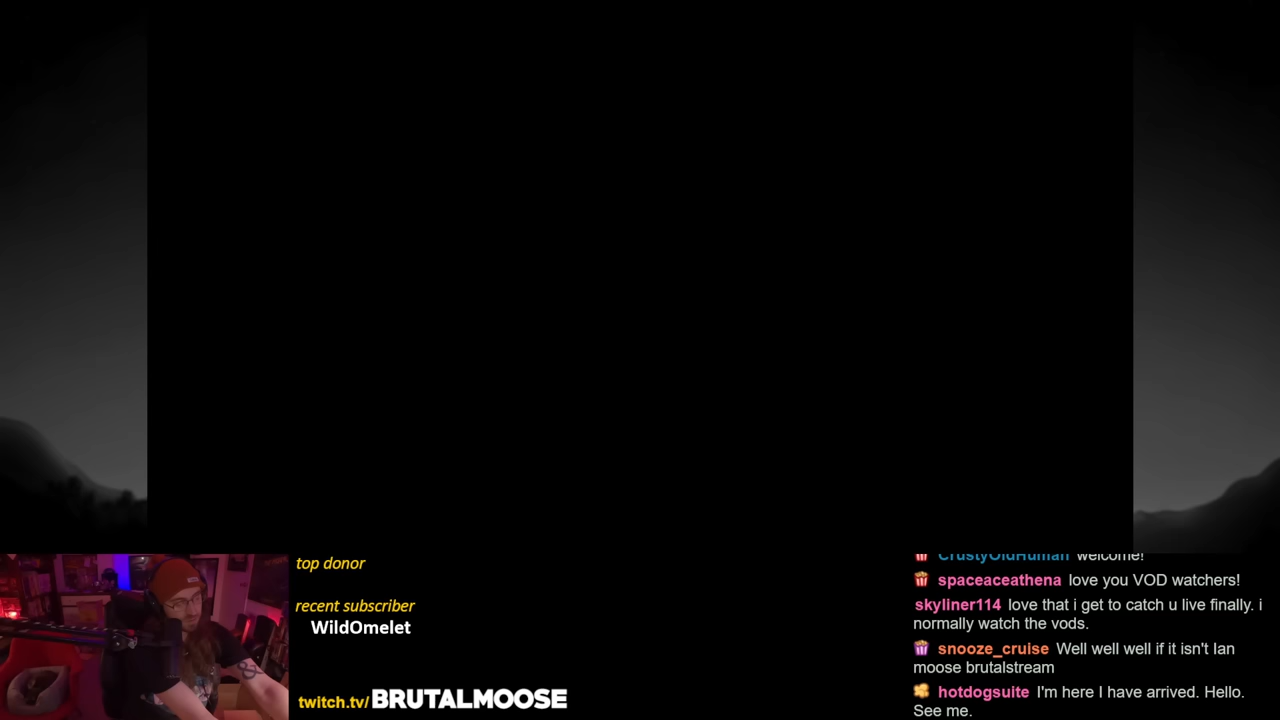 top donor
recent subscriber
WildOmelet
twitch.tv/BRUTALMOOSE
CrustyOldHuman welcome!
spaceaceathena love you VOD watchers!
skyliner114 love that i get to catch u live finally. i
normally watch the vods.
snooze_cruise Well well well if it isn't Ian
moose brutalstream
hotdogsuite I'm here I have arrived. Hello.
See me.